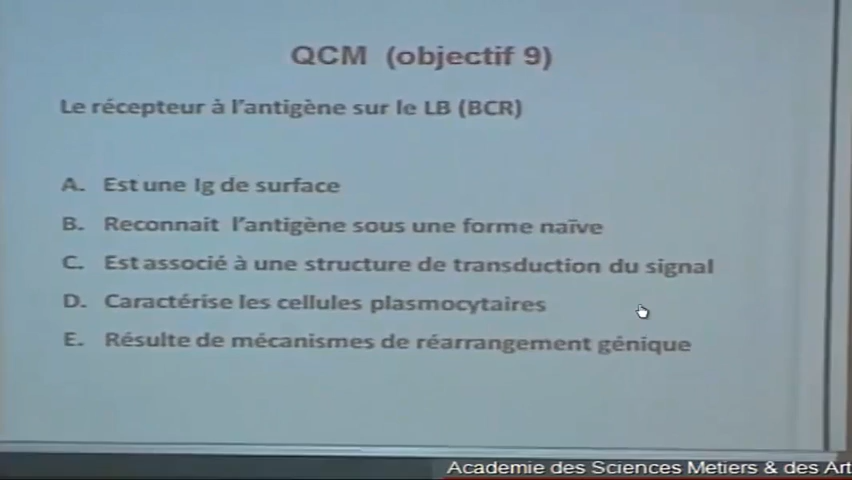 QCM (objectif 9)
Le récepteur à l'antigène sur le LB (BCR)
A. Est une Ig de surface
B. Reconnait l'antigène sous une forme naïve
C. Est associé à une structure de transduction du signal
D. Caractérise les cellules plasmocytaires
E. Résulte de mécanismes de réarrangement génique
Academie des Sciences Metiers & des Art